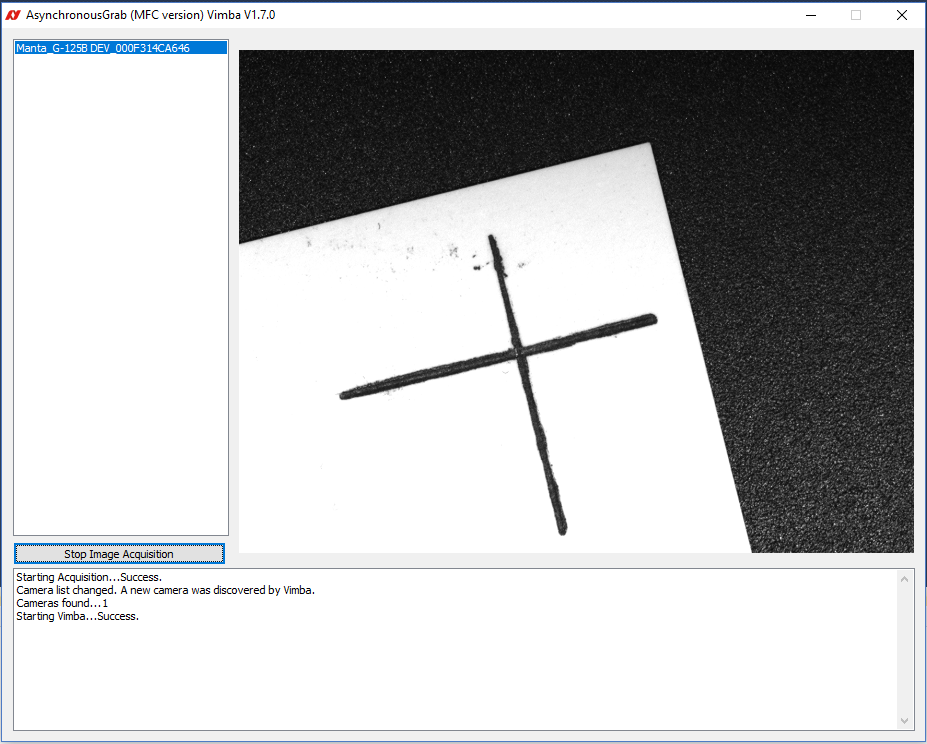 AsynchronousGrab (MFC version) Vimba V1.7.0
Manta_G-125B DEV_000F314CA646
Stop Image Acquisition
Starting Acquisition...Success.
Camera list changed. A new camera was discovered by Vimba.
Cameras found...1
Starting Vimba...Success.